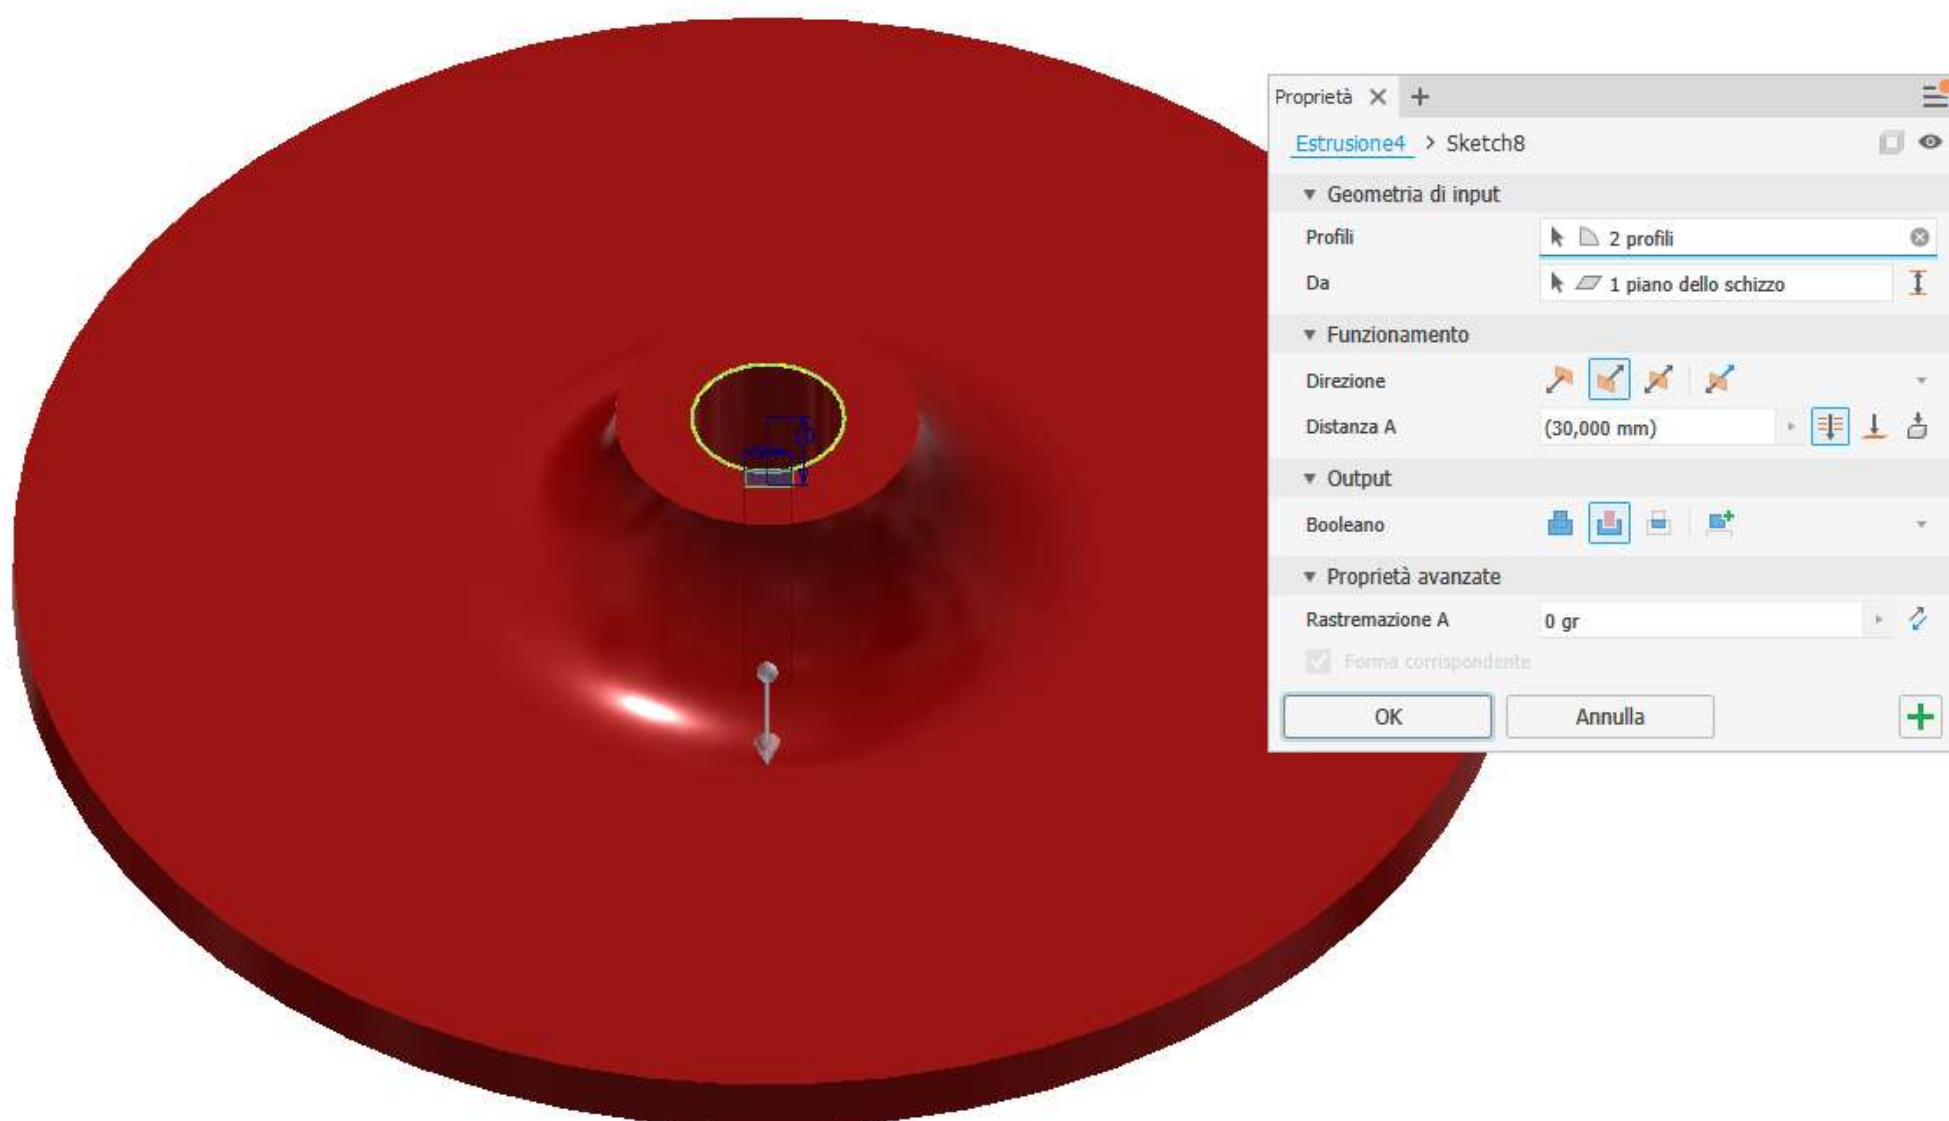 Proprietà
Estrusione4 > Sketch8
Geometria di input
Profili 2 profili
Da 1 piano dello schizzo
Funzionamento
Direzione
Distanza A (30,000 mm)
Output
Booleano
Proprietà avanzate
Rastremazione A 0 gr
Forma corrispondente
OK Annulla